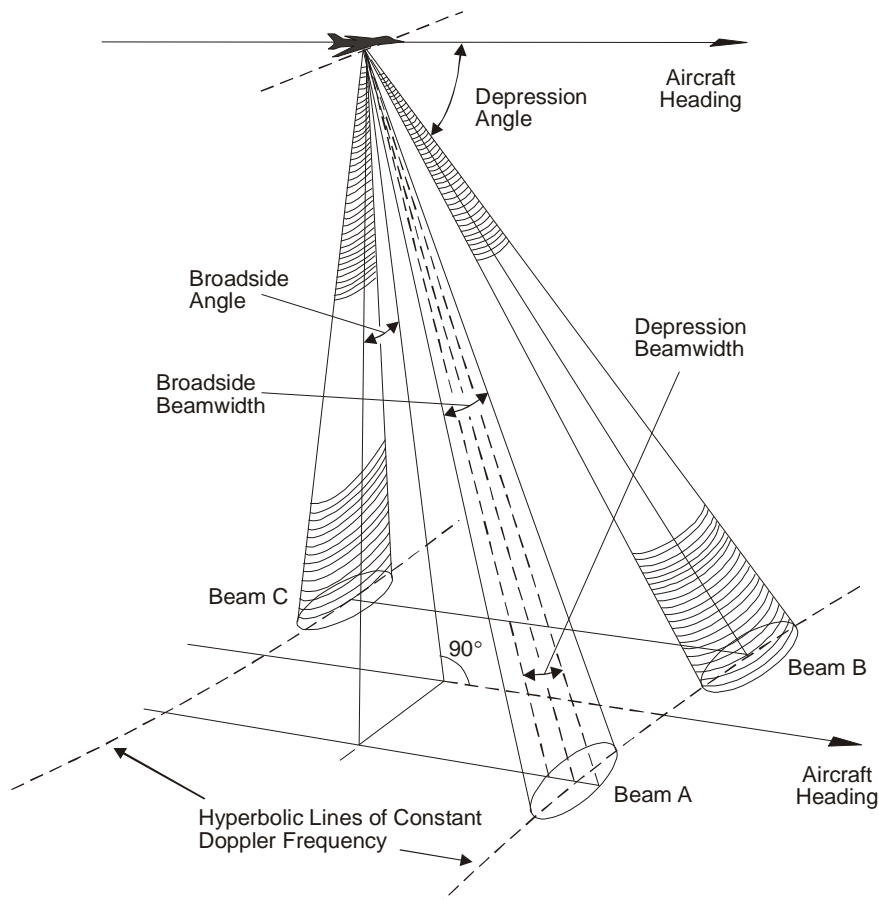 Aircraft
Heading
Depression
Angle
Broadside
Angle
Depression
Beamwidth
Broadside
Beamwidth
Beam C
90°
Beam B
Aircraft
Heading
Beam A
Hyperbolic Lines of Constant
Doppler Frequency